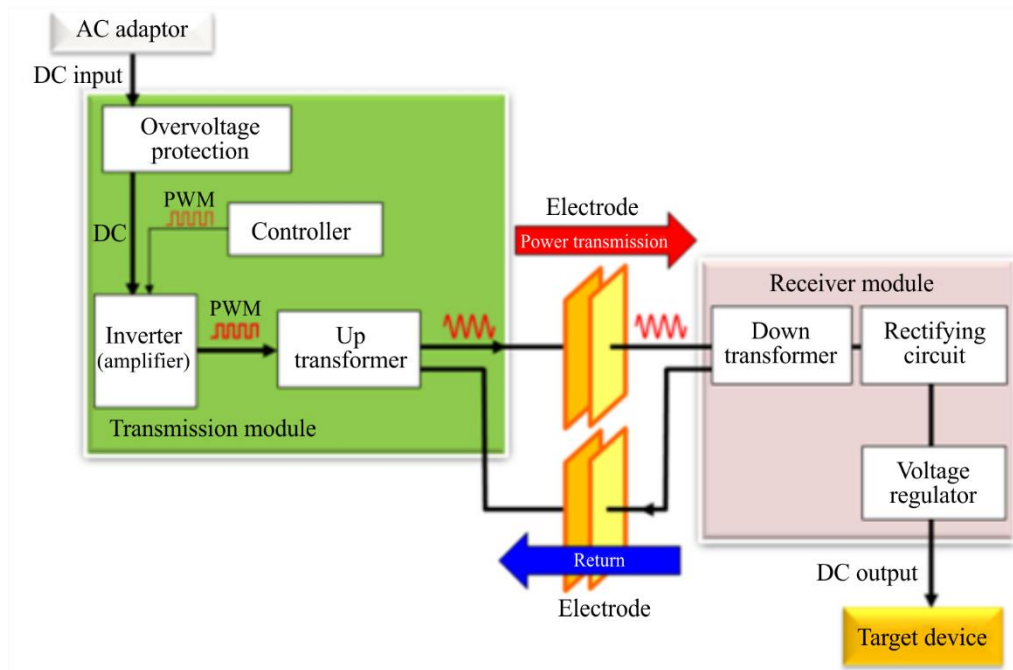 AC adaptor
DC input
Overvoltage
protection
PWM
DC
Controller
Inverter
(amplifier)
PWM
Up
transformer
Transmission module
Electrode
Power transmission
Return
Electrode
Receiver module
Down
transformer
Rectifying
circuit
Voltage
regulator
DC output
Target device